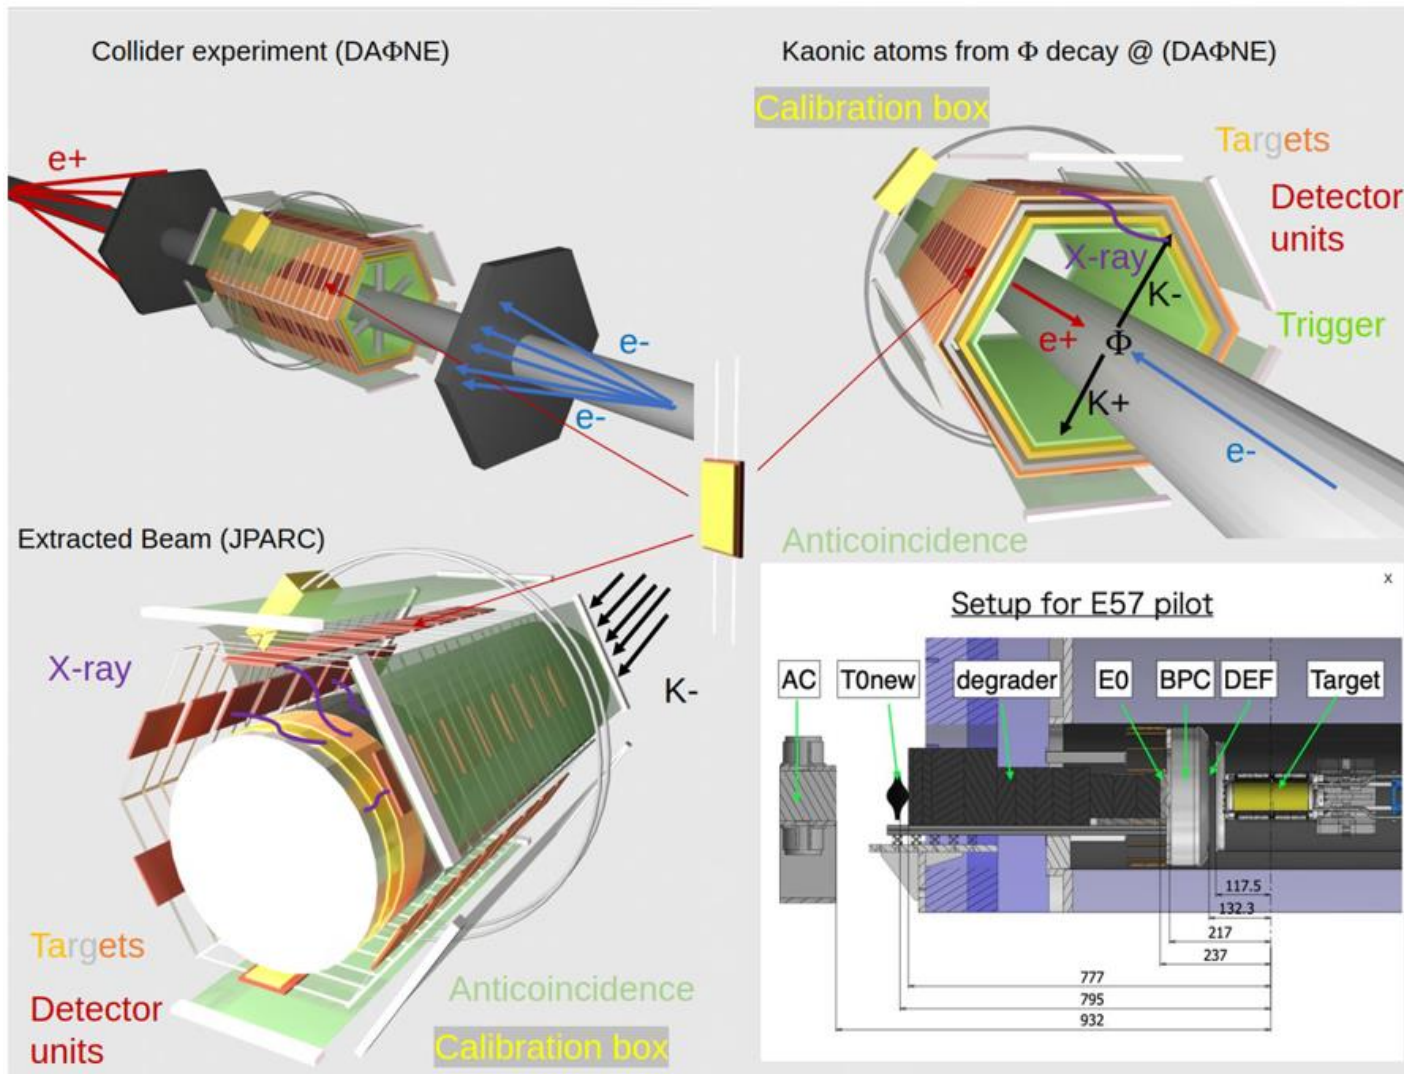 Collider experiment (DAΦNE)
e+
e-
e-
Kaonic atoms from Φ decay @ (DAΦNE)
Calibration box
Targets
Detector
units
X-ray
K-
Trigger
e+
Φ
K+
e-
Anticoincidence
Extracted Beam (JPARC)
X-ray
K-
Targets
Detector
units
Anticoincidence
Calibration box
x
Setup for E57 pilot
AC
T0new
degrader
E0
BPC
DEF
Target
117.5
132.3
217
237
777
795
932